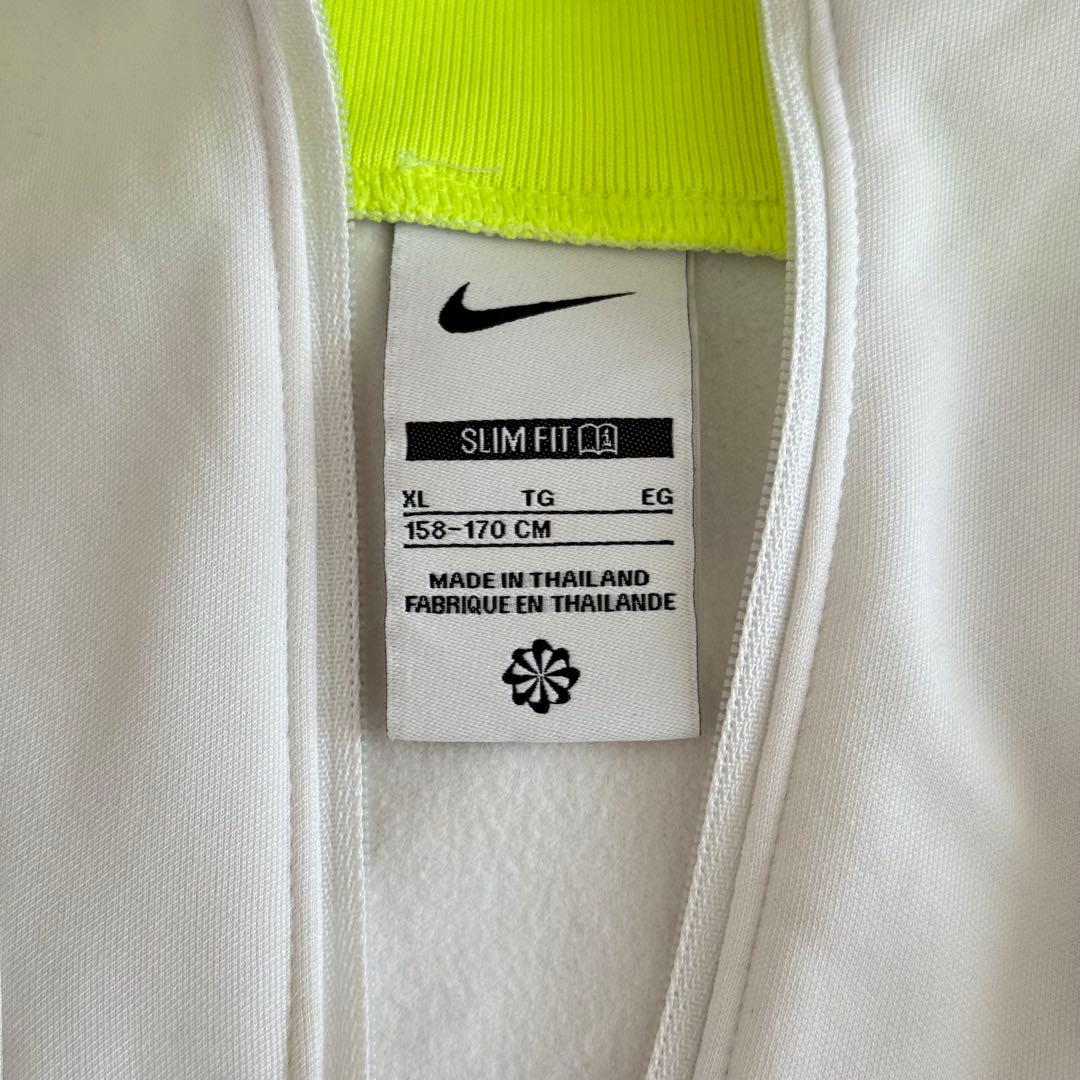 SLIM FIT
XL TG EG
158-170 CM
MADE IN THAILAND
FABRIQUE EN THAILANDE